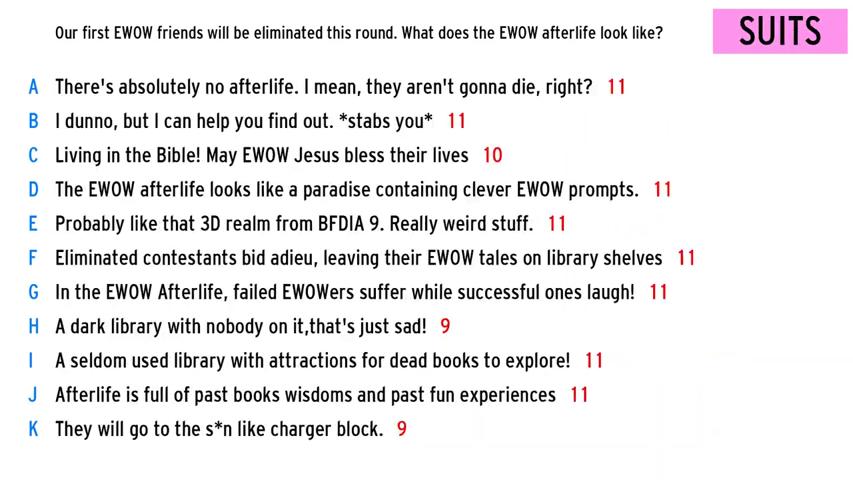 Our first EWOW friends will be eliminated this round. What does the EWOW afterlife look like?
SUITS
A There's absolutely no afterlife. I mean, they aren't gonna die, right? 11
B I dunno, but I can help you find out. *stabs you* 11
C Living in the Bible! May EWOW Jesus bless their lives 10
D The EWOW afterlife looks like a paradise containing clever EWOW prompts. 11
E Probably like that 3D realm from BFDIA 9. Really weird stuff. 11
F Eliminated contestants bid adieu, leaving their EWOW tales on library shelves 11
G In the EWOW Afterlife, failed EWOWers suffer while successful ones laugh! 11
H A dark library with nobody on it,that's just sad! 9
I A seldom used library with attractions for dead books to explore! 11
J Afterlife is full of past books wisdoms and past fun experiences 11
K They will go to the s*n like charger block. 9